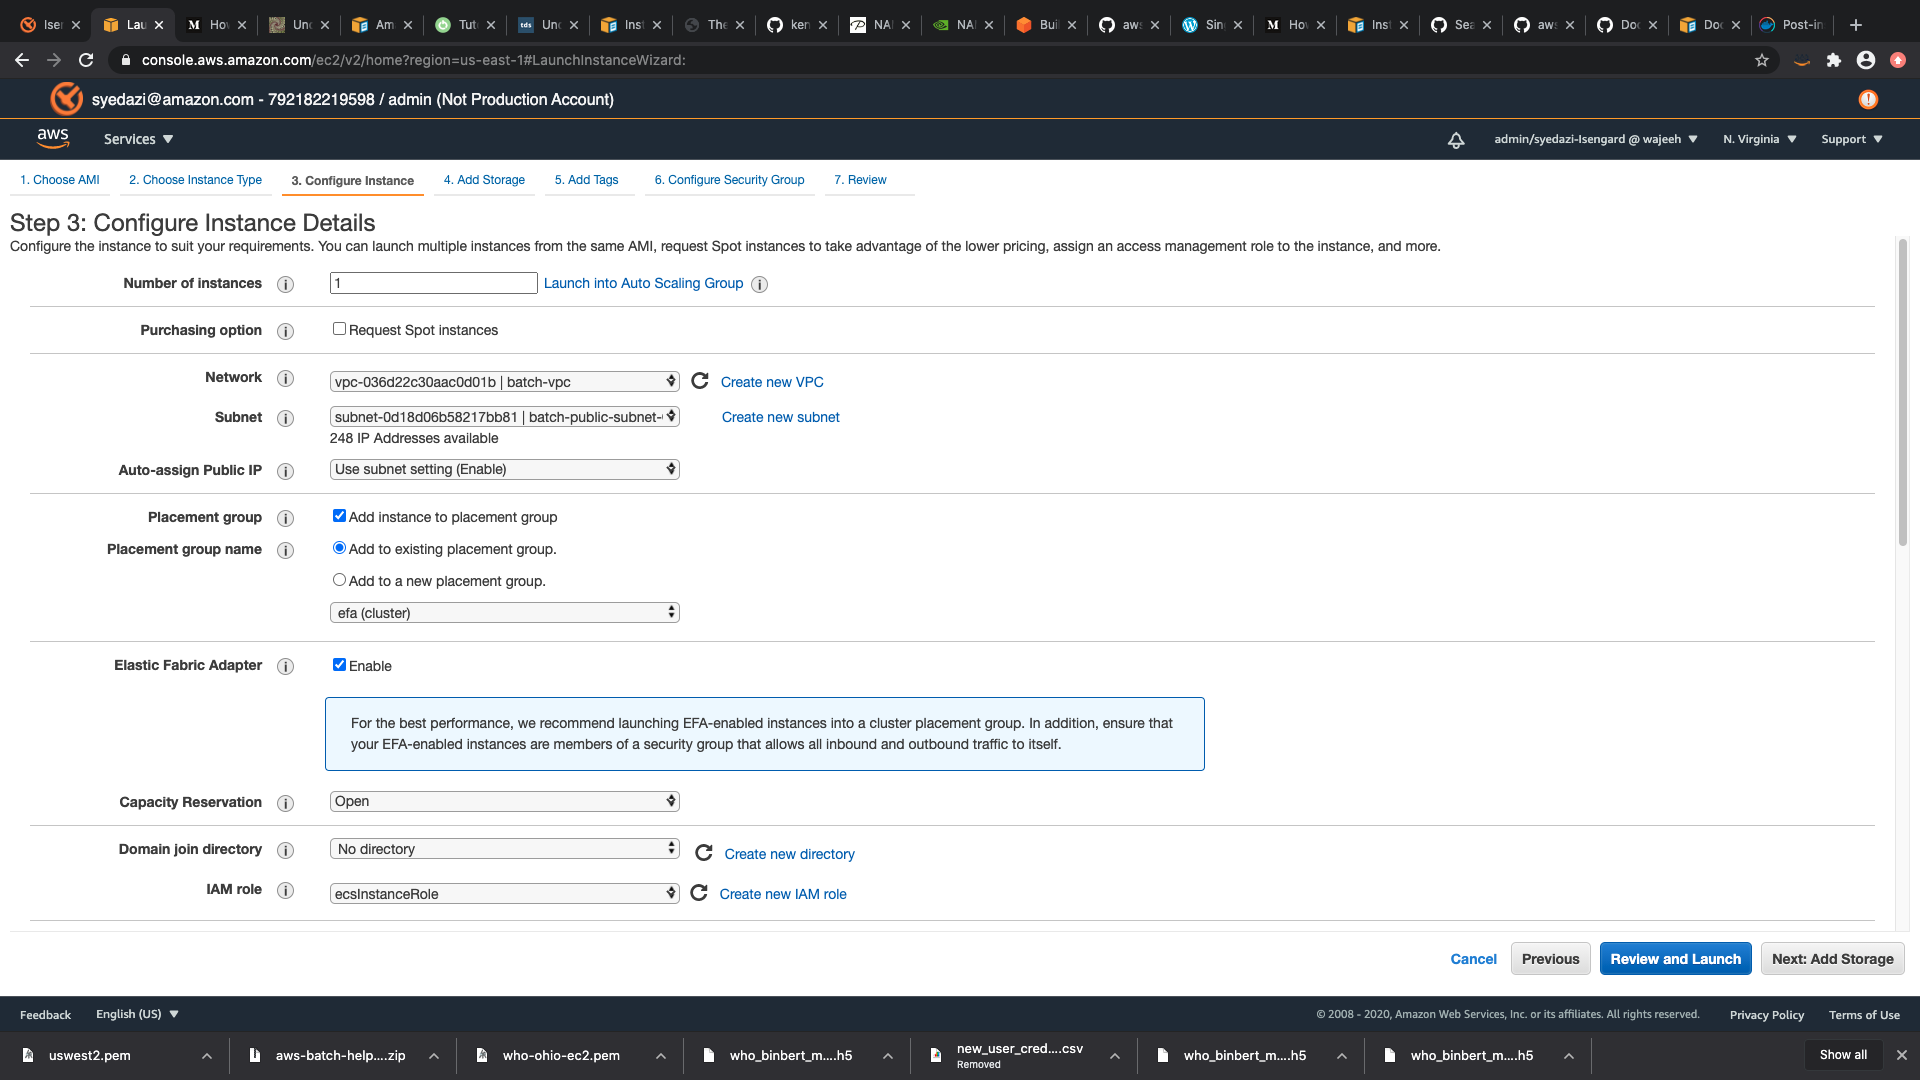 Iser
Lau
Hov
Unc
Am
Tut
tds
Unc
Inst
The
ken
NAI
NAI
Buil
aws
Sin
Hov
Inst
Sea
aws
Doc
Doc
Post-in
console.aws.amazon.com/ec2/v2/home?region=us-east-1#LaunchInstanceWizard:
syedazi@amazon.com - 792182219598 / admin (Not Production Account)
aws
Services
admin/syedazi-Isengard @ wajeeh
N. Virginia
Support
1. Choose AMI
2. Choose Instance Type
3. Configure Instance
4. Add Storage
5. Add Tags
6. Configure Security Group
7. Review
Step 3: Configure Instance Details
Configure the instance to suit your requirements. You can launch multiple instances from the same AMI, request Spot instances to take advantage of the lower pricing, assign an access management role to the instance, and more.
Number of instances
1
Launch into Auto Scaling Group
Purchasing option
Request Spot instances
Network
vpc-036d22c30aac0d01b | batch-vpc
Create new VPC
Subnet
subnet-0d18d06b58217bb81 | batch-public-subnet-
Create new subnet
248 IP Addresses available
Auto-assign Public IP
Use subnet setting (Enable)
Placement group
Add instance to placement group
Placement group name
Add to existing placement group.
Add to a new placement group.
efa (cluster)
Elastic Fabric Adapter
Enable
For the best performance, we recommend launching EFA-enabled instances into a cluster placement group. In addition, ensure that
your EFA-enabled instances are members of a security group that allows all inbound and outbound traffic to itself.
Capacity Reservation
Open
Domain join directory
No directory
Create new directory
IAM role
ecsInstanceRole
Create new IAM role
Cancel
Previous
Review and Launch
Next: Add Storage
Feedback
English (US)
© 2008 - 2020, Amazon Web Services, Inc. or its affiliates. All rights reserved.
Privacy Policy
Terms of Use
uswest2.pem
aws-batch-help....zip
who-ohio-ec2.pem
who_binbert_m....h5
new_user_cred....csv
Removed
who_binbert_m....h5
who_binbert_m....h5
Show all